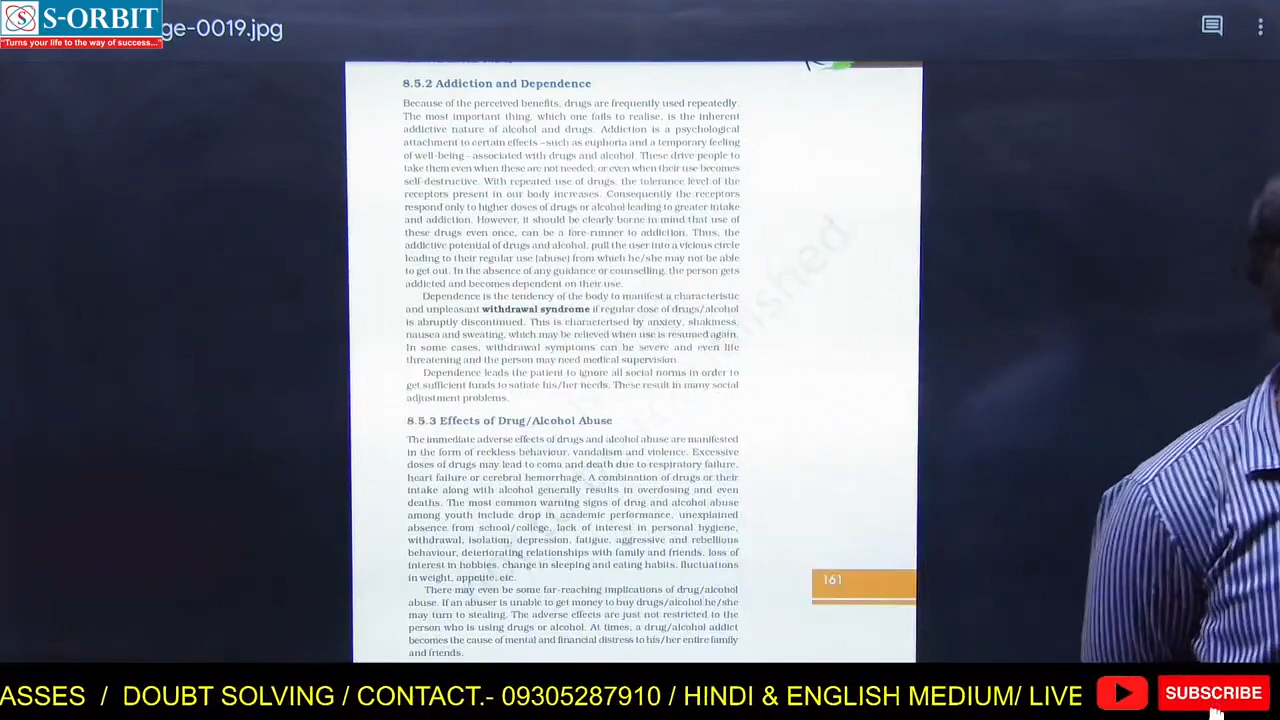 S-ORBIT
"Turns your life to the way of success..."
ge-0019.jpg
8.5.2 Addiction and Dependence
Because of the perceived benefits, drugs are frequently used repeatedly.
The most important thing, which one fails to realise, is the inherent
addictive nature of alcohol and drugs. Addiction is a psychological
attachment to certain effects –such as euphoria and a temporary feeling
of well-being – associated with drugs and alcohol. These drive people to
take them even when these are not needed, or even when their use becomes
self-destructive. With repeated use of drugs, the tolerance level of the
receptors present in our body increases. Consequently the receptors
respond only to higher doses of drugs or alcohol leading to greater intake
and addiction. However, it should be clearly borne in mind that use of
these drugs even once, can be a fore-runner to addiction. Thus, the
addictive potential of drugs and alcohol, pull the user into a vicious circle
leading to their regular use (abuse) from which he/she may not be able
to get out. In the absence of any guidance or counselling, the person gets
addicted and becomes dependent on their use.
Dependence is the tendency of the body to manifest a characteristic
and unpleasant withdrawal syndrome if regular dose of drugs/alcohol
is abruptly discontinued. This is characterised by anxiety, shakiness,
nausea and sweating, which may be relieved when use is resumed again.
In some cases, withdrawal symptoms can be severe and even life
threatening and the person may need medical supervision.
Dependence leads the patient to ignore all social norms in order to
get sufficient funds to satiate his/her needs. These result in many social
adjustment problems.
8.5.3 Effects of Drug/Alcohol Abuse
The immediate adverse effects of drugs and alcohol abuse are manifested
in the form of reckless behaviour, vandalism and violence. Excessive
doses of drugs may lead to coma and death due to respiratory failure,
heart failure or cerebral hemorrhage. A combination of drugs or their
intake along with alcohol generally results in overdosing and even
deaths. The most common warning signs of drug and alcohol abuse
among youth include drop in academic performance, unexplained
absence from school/college, lack of interest in personal hygiene,
withdrawal, isolation, depression, fatigue, aggressive and rebellious
behaviour, deteriorating relationships with family and friends, loss of
interest in hobbies, change in sleeping and eating habits, fluctuations
in weight, appetite, etc.
There may even be some far-reaching implications of drug/alcohol
abuse. If an abuser is unable to get money to buy drugs/alcohol he/she
may turn to stealing. The adverse effects are just not restricted to the
person who is using drugs or alcohol. At times, a drug/alcohol addict
becomes the cause of mental and financial distress to his/her entire family
and friends.
161
ASSES / DOUBT SOLVING / CONTACT.- 09305287910 / HINDI & ENGLISH MEDIUM/ LIVE
SUBSCRIBE